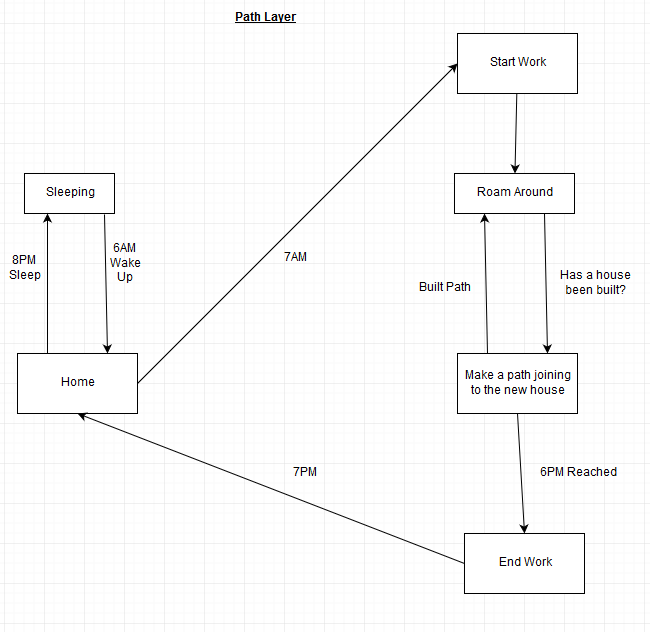 Path Layer
Start Work
Sleeping
Roam Around
8PM
Sleep
6AM
Wake
Up
7AM
Built Path
Has a house
been built?
Home
Make a path joining
to the new house
7PM
6PM Reached
End Work